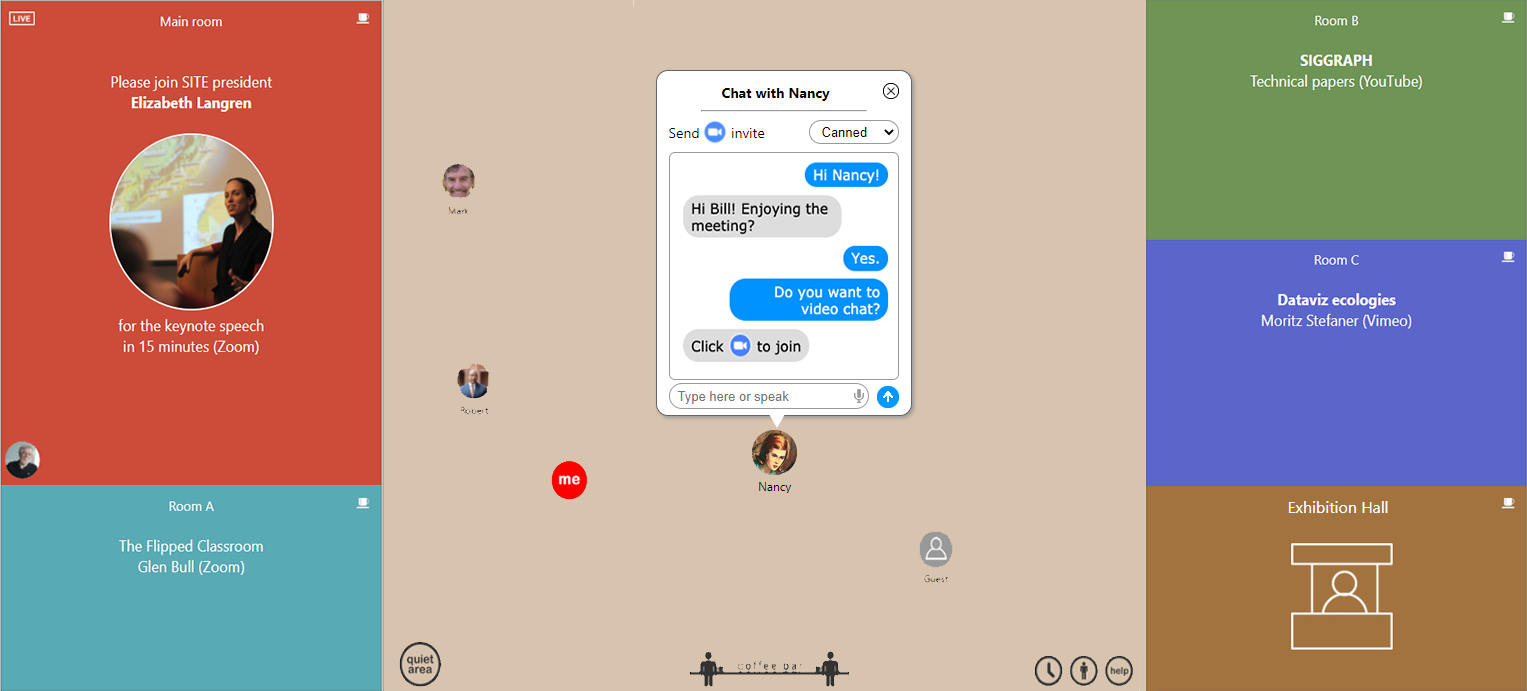 LIVE
Main room
Please join SITE president
Elizabeth Langren
for the keynote speech
in 15 minutes (Zoom)
Room A
The Flipped Classroom
Glen Bull (Zoom)
Mark
Robert
me
Chat with Nancy
Send invite
Canned
Hi Nancy!
Hi Bill! Enjoying the
meeting?
Yes.
Do you want to
video chat?
Click to join
Type here or speak
Nancy
Guest
quiet
area
coffee bar
help
Room B
SIGGRAPH
Technical papers (YouTube)
Room C
Dataviz ecologies
Moritz Stefaner (Vimeo)
Exhibition Hall